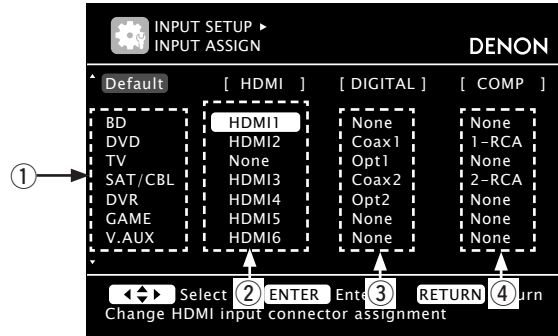 INPUT SETUP ▸
INPUT ASSIGN
DENON
Default [ HDMI ] [ DIGITAL ] [ COMP ]
BD HDMI1 None None
DVD HDMI2 Coax1 1-RCA
① TV None Opt1 None
SAT/CBL HDMI3 Coax2 2-RCA
DVR HDMI4 Opt2 None
GAME HDMI5 None None
V.AUX HDMI6 None None
Select ② ENTER ③ RETURN ④
Change HDMI input connector assignment